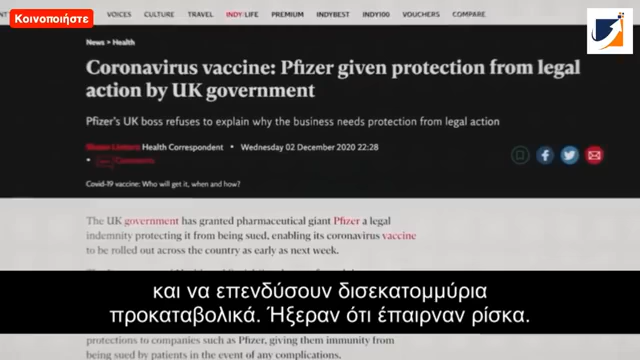 Κοινοποιήστε
VOICES CULTURE TRAVEL INDY/LIFE PREMIUM INDYBEST INDY100 VOUCHERS COMPARE
News > Health
Coronavirus vaccine: Pfizer given protection from legal
action by UK government
Pfizer's UK boss refuses to explain why the business needs protection from legal action
Health Correspondent • Wednesday 02 December 2020 22:28
Comments
Covid-19 vaccine: Who will get it, when and how?
The UK government has granted pharmaceutical giant Pfizer a legal
indemnity protecting it from being sued, enabling its coronavirus vaccine
to be rolled out across the country as early as next week.
και να επενδύσουν δισεκατομμύρια
προκαταβολικά. Ήξεραν ότι έπαιρναν ρίσκα.
protections to companies such as Pfizer, giving them immunity from
being sued by patients in the event of any complications.